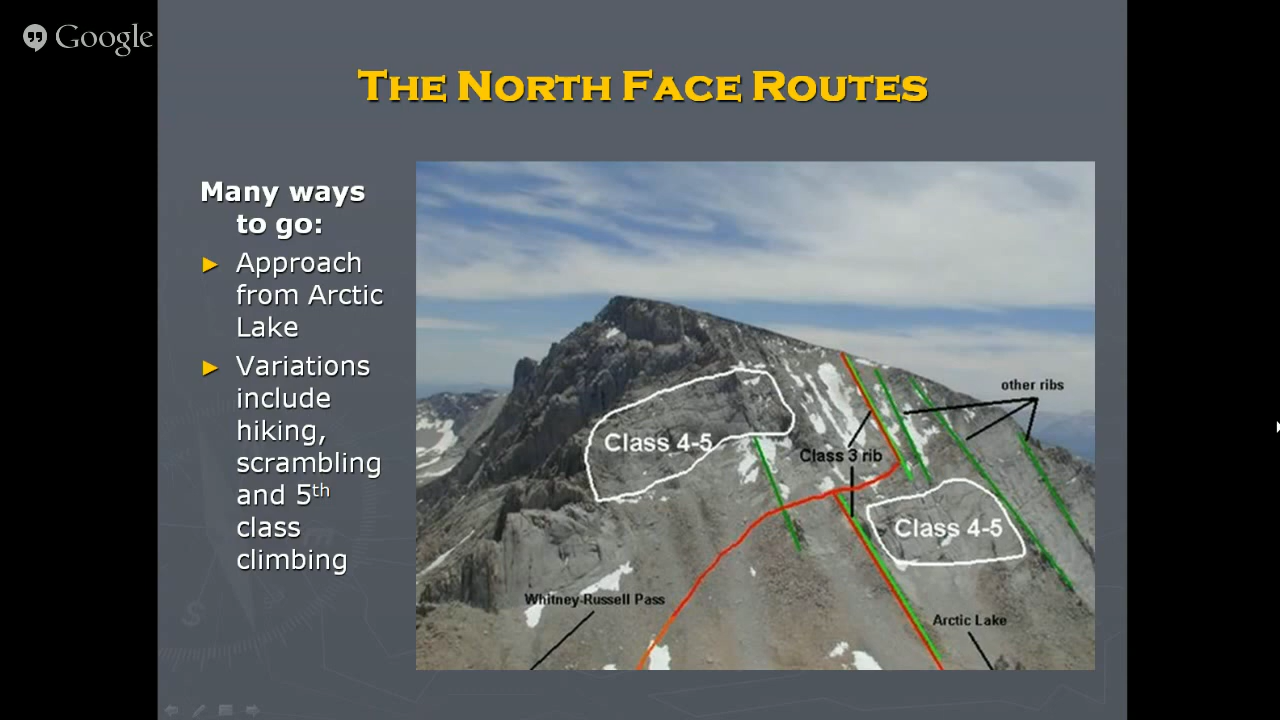 Google
THE NORTH FACE ROUTES
Many ways
to go:
► Approach
from Arctic
Lake
► Variations
include
hiking,
scrambling
and 5th
class
climbing
other ribs
Class 4-5
Class 3 rib
Class 4-5
Whitney-Russell Pass
Arctic Lake
S